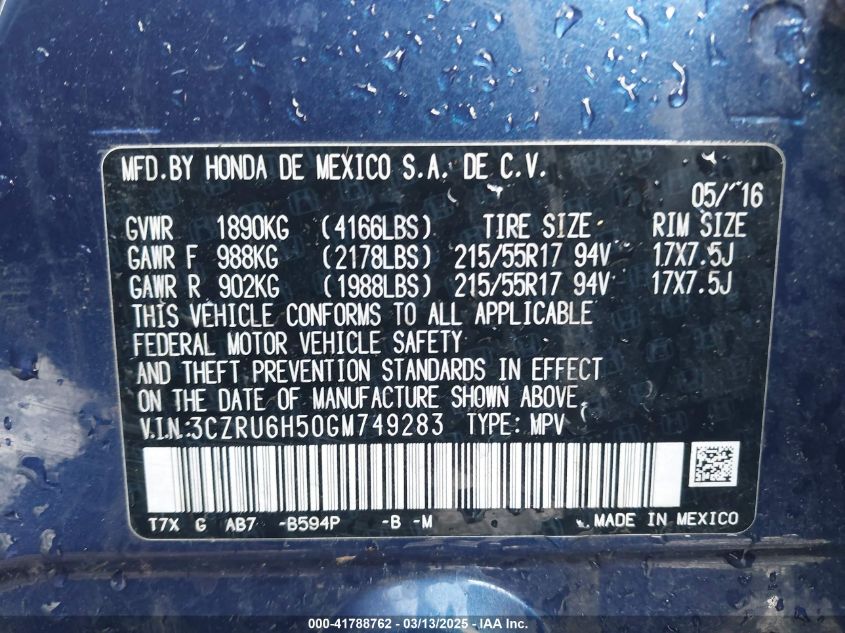 MFD.BY HONDA DE MEXICO S.A. DE C.V.
05/ 16
GVWR 1890KG (4166LBS) TIRE SIZE RIM SIZE
GAWR F 988KG (2178LBS) 215/55R17 94V 17X7.5J
GAWR R 902KG (1988LBS) 215/55R17 94V 17X7.5J
THIS VEHICLE CONFORMS TO ALL APPLICABLE
FEDERAL MOTOR VEHICLE SAFETY
AND THEFT PREVENTION STANDARDS IN EFFECT
ON THE DATE OF MANUFACTURE SHOWN ABOVE.
V.I.N:3CZRU6H50GM749283 TYPE: MPV
T7X G AB7 -B594P -B -M MADE IN MEXICO
000-41788762 — 03/13/2025 — IAA Inc.